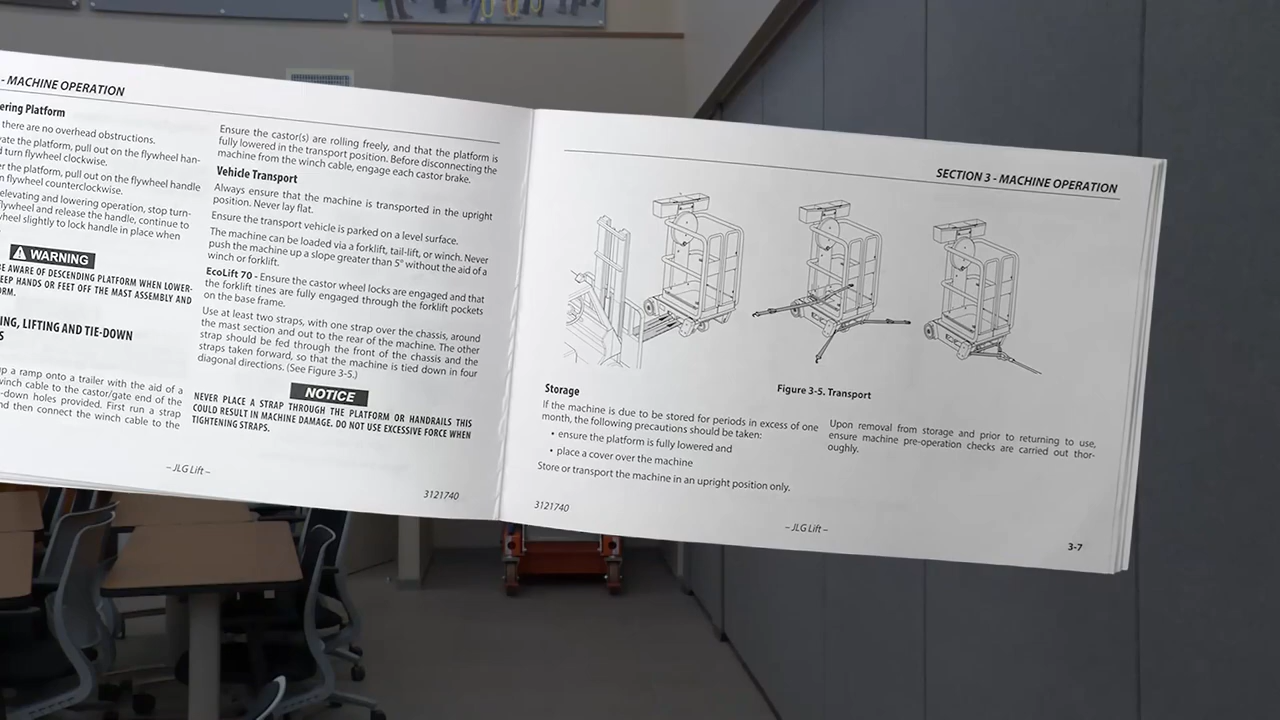 - MACHINE OPERATION
ering Platform
there are no overhead obstructions.
vate the platform, pull out on the flywheel han-
d turn flywheel clockwise.
er the platform, pull out on the flywheel handle
n flywheel counterclockwise.
elevating and lowering operation, stop turn-
flywheel and release the handle, continue to
wheel slightly to lock handle in place when
WARNING
BE AWARE OF DESCENDING PLATFORM WHEN LOWER-
EEP HANDS OR FEET OFF THE MAST ASSEMBLY AND
ORM.
ING, LIFTING AND TIE-DOWN
S
up a ramp onto a trailer with the aid of a
winch cable to the castor/gate end of the
-down holes provided. First run a strap
nd then connect the winch cable to the
Ensure the castor(s) are rolling freely, and that the platform is
fully lowered in the transport position. Before disconnecting the
machine from the winch cable, engage each castor brake.
Vehicle Transport
Always ensure that the machine is transported in the upright
position. Never lay flat.
Ensure the transport vehicle is parked on a level surface.
The machine can be loaded via a forklift, tail-lift, or winch. Never
push the machine up a slope greater than 5° without the aid of a
winch or forklift.
EcoLift 70 - Ensure the castor wheel locks are engaged and that
the forklift tines are fully engaged through the forklift pockets
on the base frame.
Use at least two straps, with one strap over the chassis, around
the mast section and out to the rear of the machine. The other
strap should be fed through the front of the chassis and the
straps taken forward, so that the machine is tied down in four
diagonal directions. (See Figure 3-5.)
NOTICE
NEVER PLACE A STRAP THROUGH THE PLATFORM OR HANDRAILS THIS
COULD RESULT IN MACHINE DAMAGE. DO NOT USE EXCESSIVE FORCE WHEN
TIGHTENING STRAPS.
– JLG Lift –
3121740
SECTION 3 - MACHINE OPERATION
Figure 3-5. Transport
Storage
If the machine is due to be stored for periods in excess of one
month, the following precautions should be taken:
• ensure the platform is fully lowered and
• place a cover over the machine
Store or transport the machine in an upright position only.
Upon removal from storage and prior to returning to use,
ensure machine pre-operation checks are carried out thor-
oughly.
3121740
– JLG Lift –
3-7